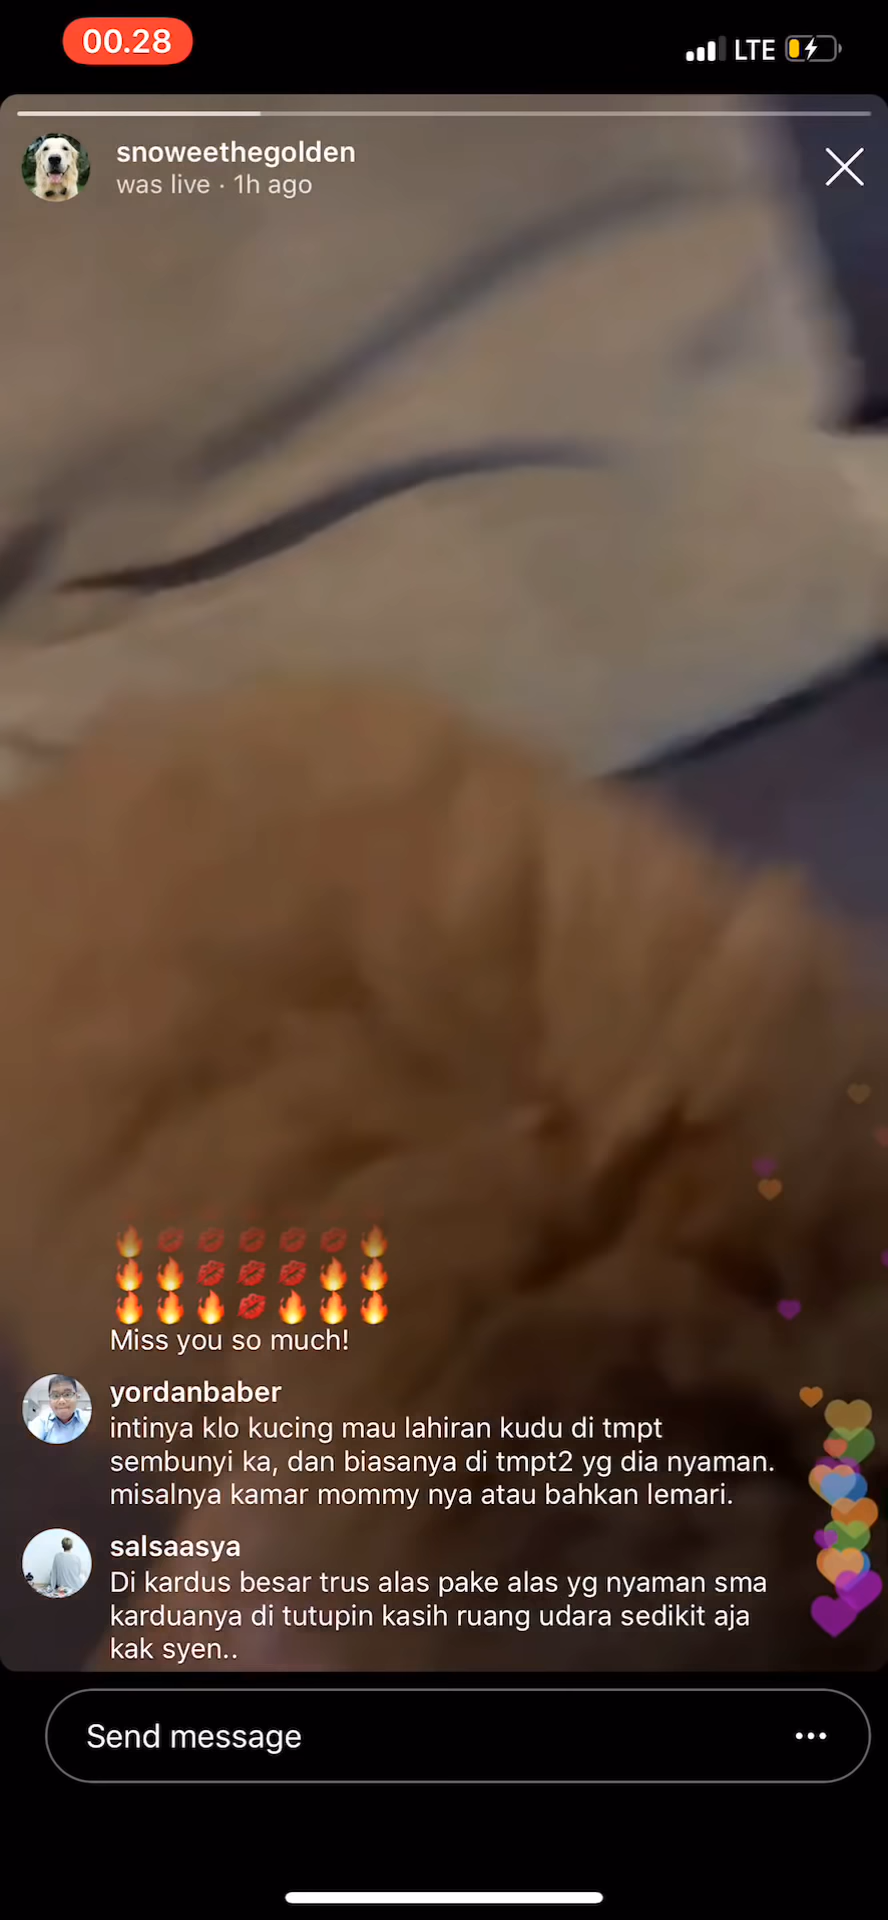 00.28
LTE
snoweethegolden
was live · 1h ago
🔥💋💋💋💋💋🔥
🔥🔥💋💋💋🔥🔥
🔥🔥🔥💋🔥🔥🔥
Miss you so much!
yordanbaber
intinya klo kucing mau lahiran kudu di tmpt
sembunyi ka, dan biasanya di tmpt2 yg dia nyaman.
misalnya kamar mommy nya atau bahkan lemari.
salsaasya
Di kardus besar trus alas pake alas yg nyaman sma
karduanya di tutupin kasih ruang udara sedikit aja
kak syen..
Send message